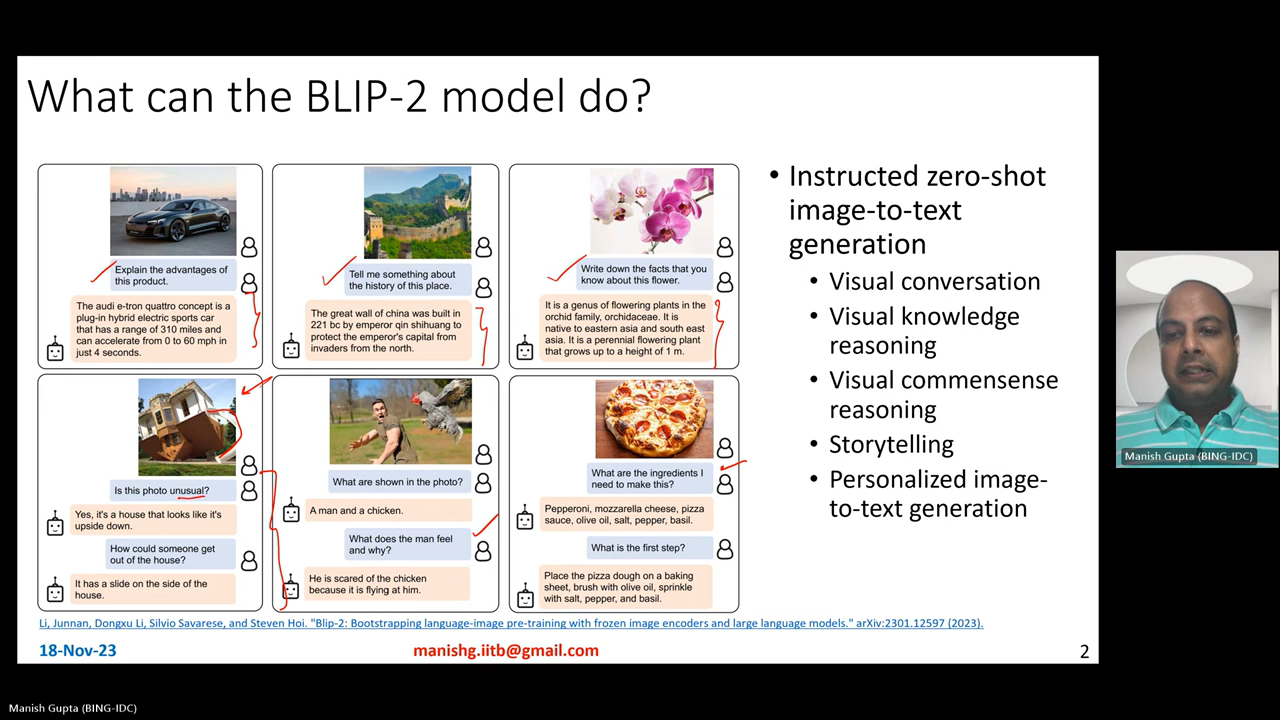 What can the BLIP-2 model do?
Explain the advantages of
this product.
The audi e-tron quattro concept is a
plug-in hybrid electric sports car
that has a range of 310 miles and
can accelerate from 0 to 60 mph in
just 4 seconds.
Tell me something about
the history of this place.
The great wall of china was built in
221 bc by emperor qin shihuang to
protect the emperor's capital from
invaders from the north.
Write down the facts that you
know about this flower.
It is a genus of flowering plants in the
orchid family, orchidaceae. It is
native to eastern asia and south east
asia. It is a perennial flowering plant
that grows up to a height of 1 m.
Is this photo unusual?
Yes, it's a house that looks like it's
upside down.
How could someone get
out of the house?
It has a slide on the side of the
house.
What are shown in the photo?
A man and a chicken.
What does the man feel
and why?
He is scared of the chicken
because it is flying at him.
What are the ingredients I
need to make this?
Pepperoni, mozzarella cheese, pizza
sauce, olive oil, salt, pepper, basil.
What is the first step?
Place the pizza dough on a baking
sheet, brush with olive oil, sprinkle
with salt, pepper, and basil.
• Instructed zero-shot
image-to-text
generation
• Visual conversation
• Visual knowledge
reasoning
• Visual commensense
reasoning
• Storytelling
• Personalized image-
to-text generation
Li, Junnan, Dongxu Li, Silvio Savarese, and Steven Hoi. "Blip-2: Bootstrapping language-image pre-training with frozen image encoders and large language models." arXiv:2301.12597 (2023).
18-Nov-23
manishg.iitb@gmail.com
2
Manish Gupta (BING-IDC)
Manish Gupta (BING-IDC)